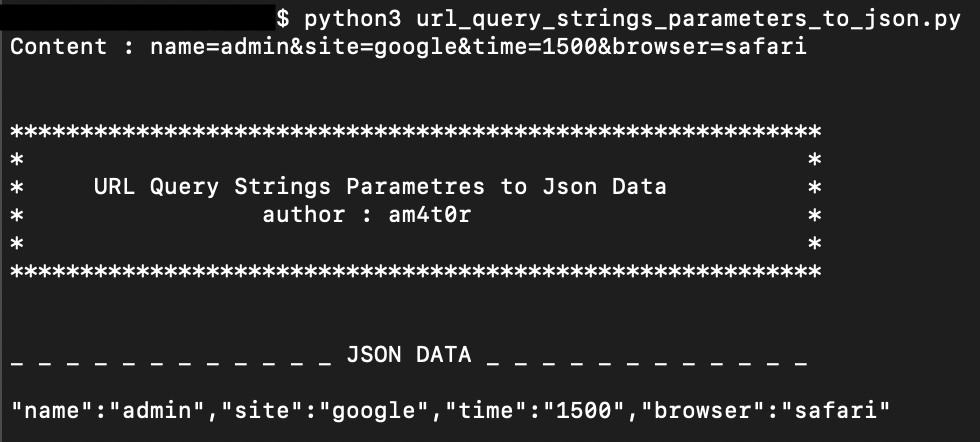 $ python3 url_query_strings_parameters_to_json.py
Content : name=admin&site=google&time=1500&browser=safari
**********************************************************
*                                                        *
*     URL Query Strings Parametres to Json Data          *
*                 author : am4t0r                        *
*                                                        *
**********************************************************
_ _ _ _ _ _ _ _ _ _ _ _ JSON DATA _ _ _ _ _ _ _ _ _ _ _ _
"name":"admin","site":"google","time":"1500","browser":"safari"